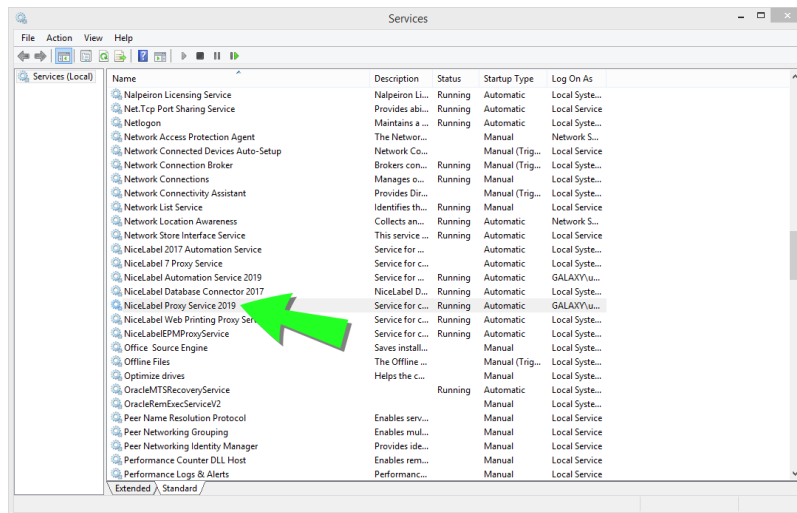 Services
File Action View Help
Services (Local)
Name Description Status Startup Type Log On As
Nalpeiron Licensing Service Nalpeiron Li... Running Automatic Local Syste...
Net.Tcp Port Sharing Service Provides abi... Running Automatic Local Syste...
Netlogon Maintains a ... Running Automatic Local Syste...
Network Access Protection Agent The Networ... Manual Network S...
Network Connected Devices Auto-Setup Network Co... Manual (Trig... Local Service
Network Connection Broker Brokers con... Running Manual (Trig... Local Syste...
Network Connections Manages o... Running Manual Local Syste...
Network Connectivity Assistant Provides Dir... Manual (Trig... Local Syste...
Network List Service Identifies th... Running Manual Local Service
Network Location Awareness Collects an... Running Automatic Network S...
Network Store Interface Service This service ... Running Automatic Local Service
NiceLabel 2017 Automation Service Service for ... Automatic Local Syste...
NiceLabel 7 Proxy Service Service for c... Automatic Local Syste...
NiceLabel Automation Service 2019 Service for ... Running Automatic GALAXY\u...
NiceLabel Database Connector 2017 NiceLabel D... Running Automatic Local Syste...
NiceLabel Proxy Service 2019 Service for c... Running Automatic GALAXY\u...
NiceLabel Web Printing Proxy Service for c... Running Automatic Local Syste...
NiceLabelEPMProxyService Service for c... Running Automatic Local Syste...
Office Source Engine Saves install... Manual Local Syste...
Offline Files The Offline ... Manual (Trig... Local Syste...
Optimize drives Helps the c... Manual Local Syste...
OracleMTSRecoveryService Running Automatic Local Syste...
OracleRemExecServiceV2 Manual Local Syste...
Peer Name Resolution Protocol Enables serv... Manual Local Service
Peer Networking Grouping Enables mul... Manual Local Service
Peer Networking Identity Manager Provides ide... Manual Local Service
Performance Counter DLL Host Enables rem... Manual Local Service
Performance Logs & Alerts Performanc... Manual Local Service
Extended Standard